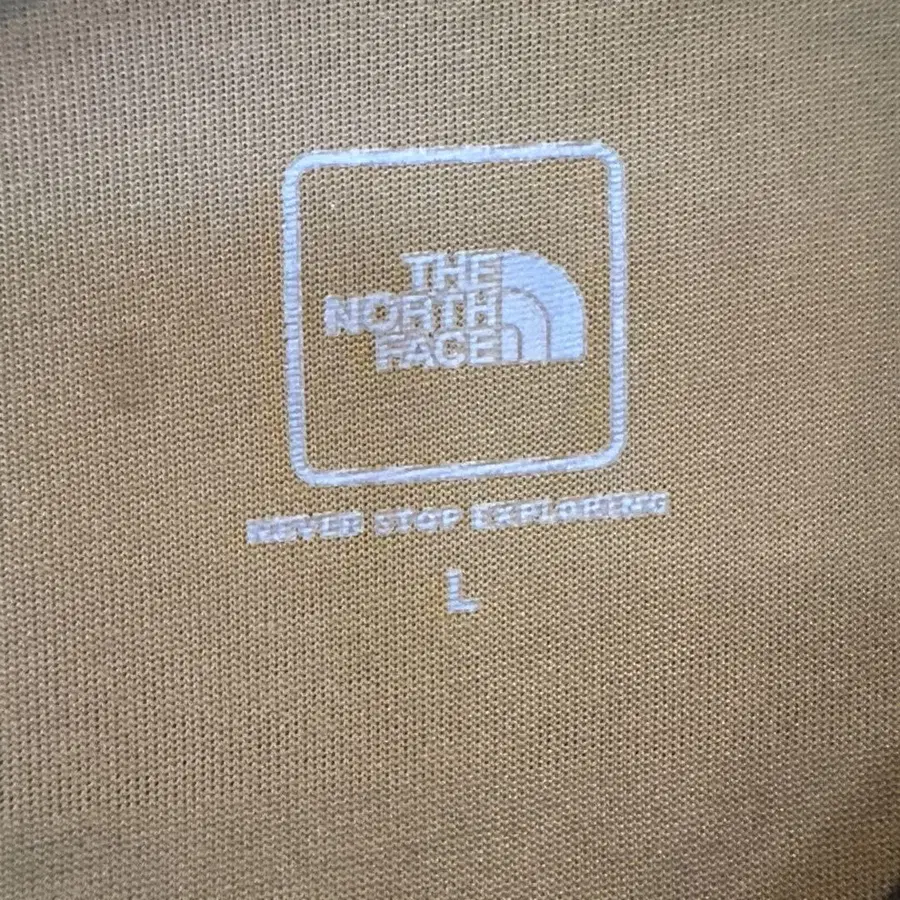 THE
NORTH
FACE
NEVER STOP EXPLORING
L